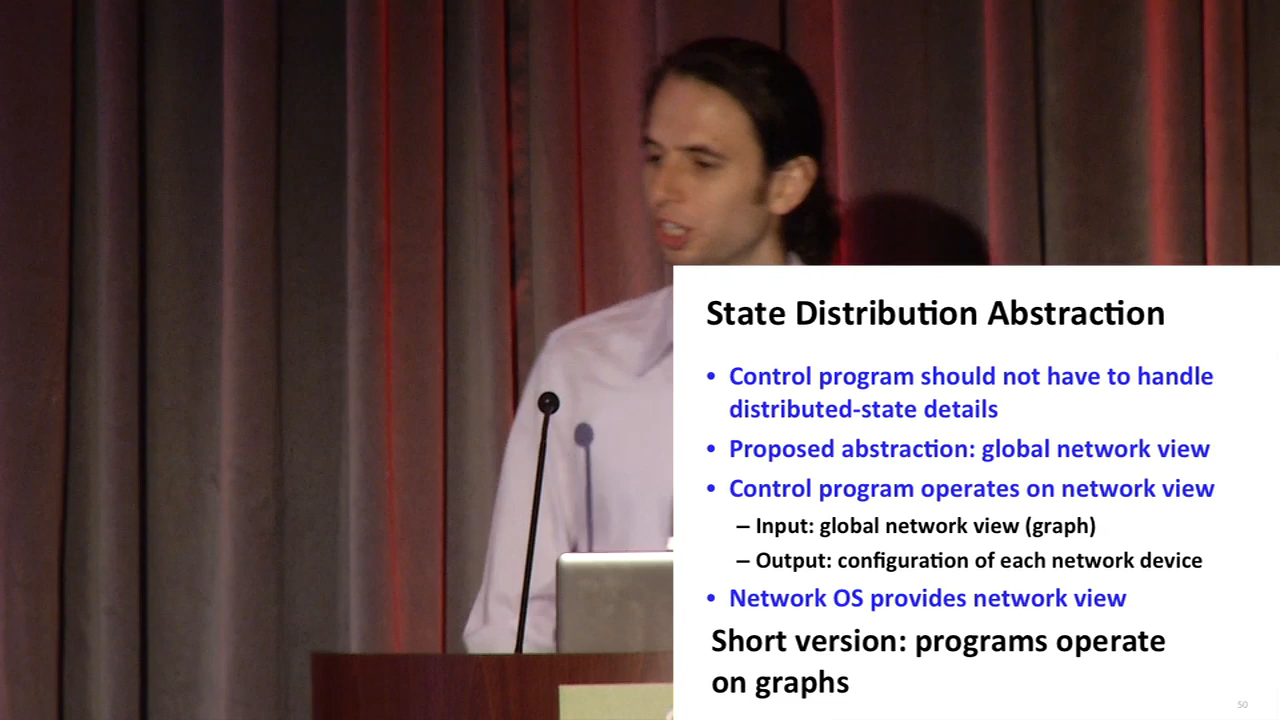 State Distribution Abstraction
• Control program should not have to handle
distributed-state details
• Proposed abstraction: global network view
• Control program operates on network view
– Input: global network view (graph)
– Output: configuration of each network device
• Network OS provides network view
Short version: programs operate
on graphs
50